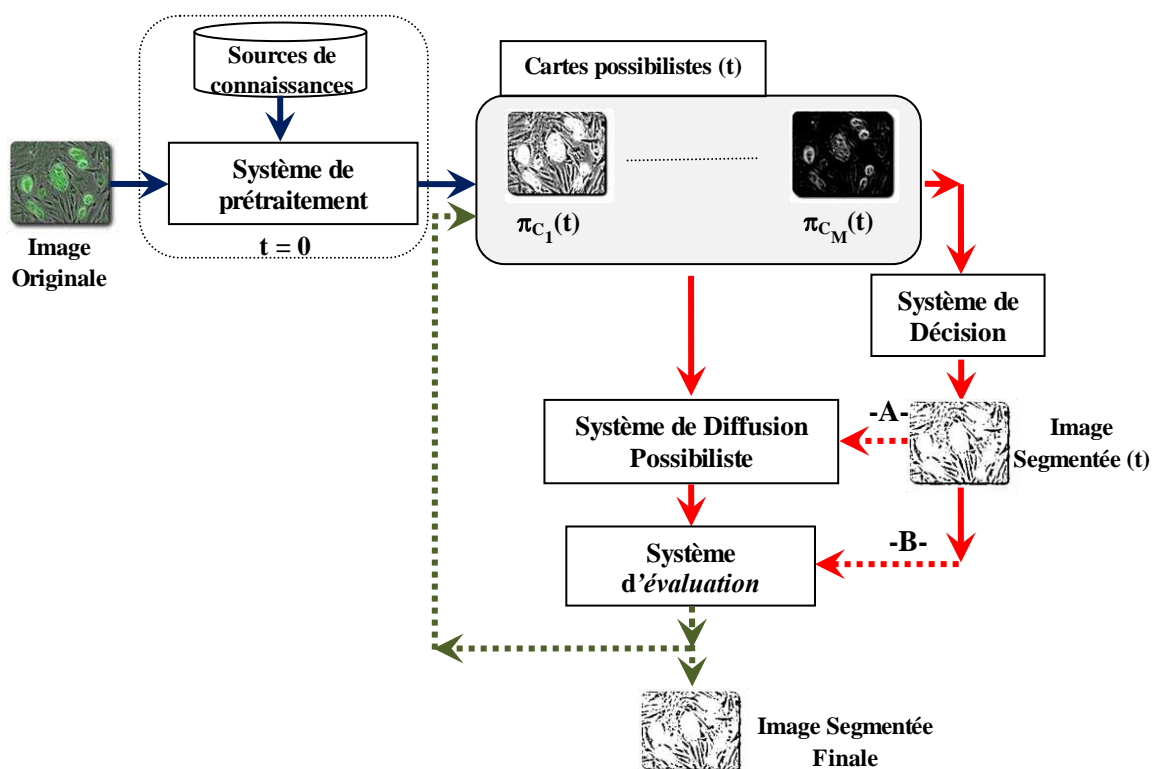 Sources de
connaissances
Cartes possibilistes (t)
Système de
prétraitement
t = 0
Image
Originale
πC1(t)
πCM(t)
Système de
Décision
-A-
Système de Diffusion
Possibiliste
Image
Segmentée (t)
-B-
Système
d'évaluation
Image Segmentée
Finale